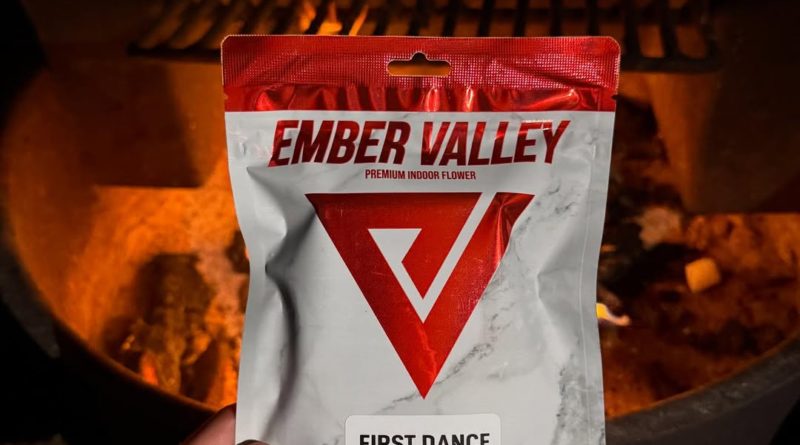 EMBER VALLEY
PREMIUM INDOOR FLOWER
FIRST DANCE